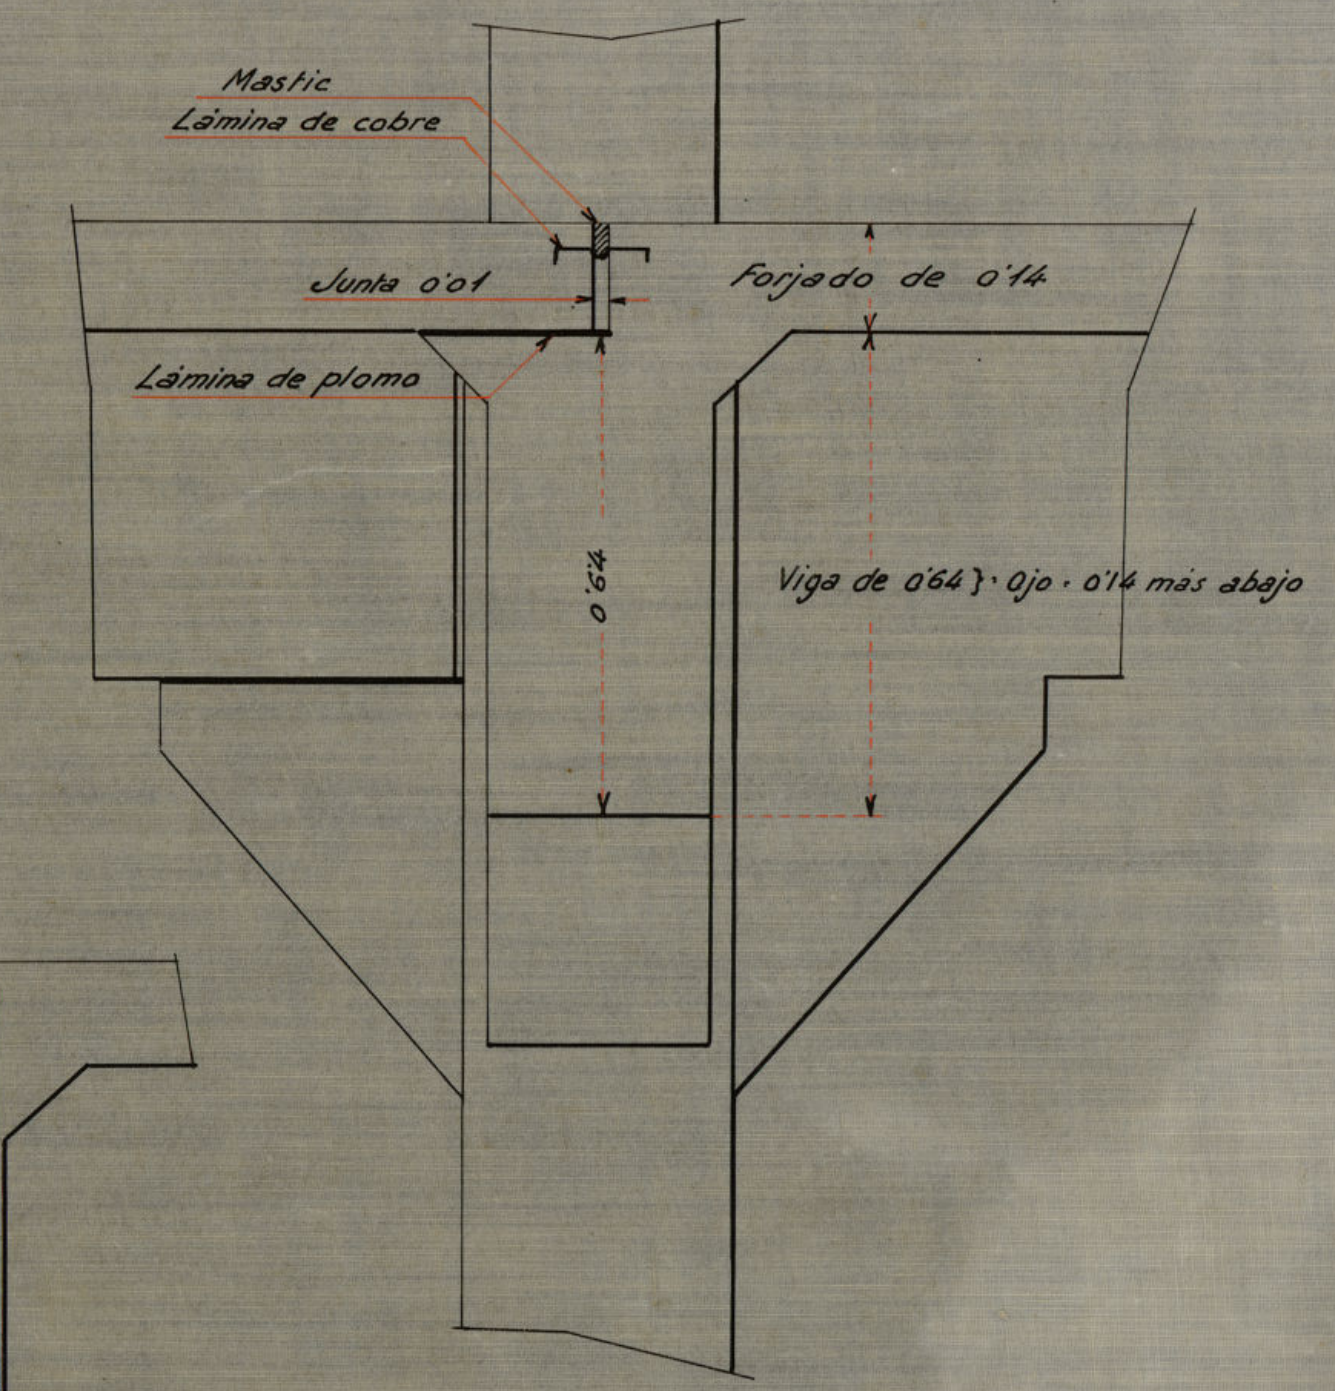 Mastic
Lámina de cobre
Junta 0'01
Forjado de 0'14
Lámina de plomo
0'64
Viga de 0'64}· Ojo · 0'14 más abajo